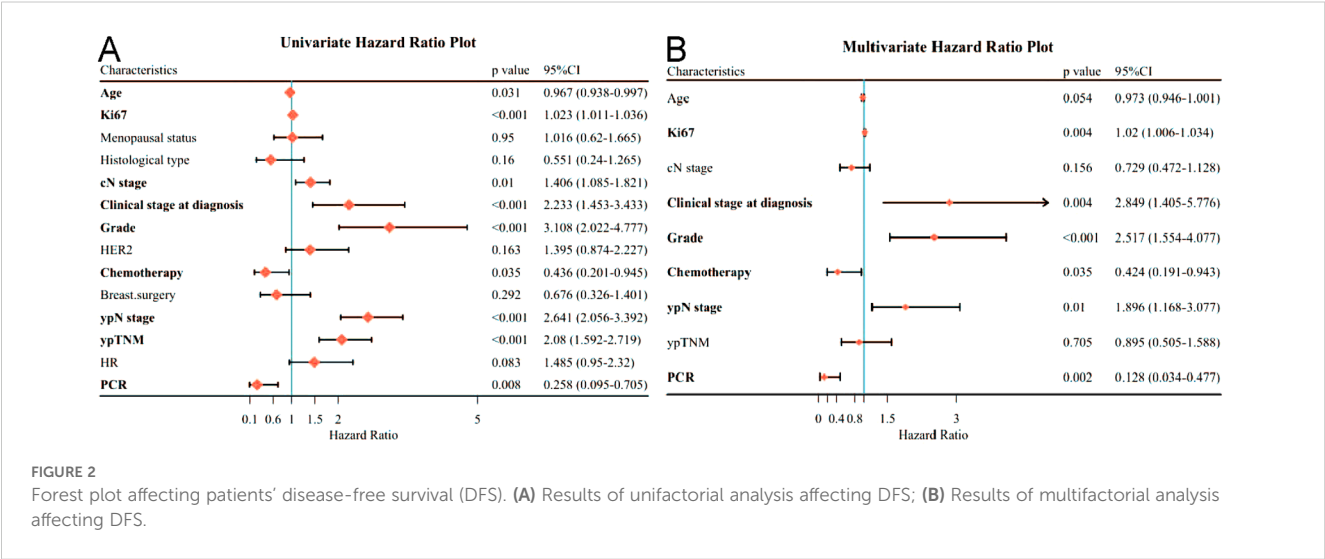 A
Univariate Hazard Ratio Plot
Characteristics p value 95%CI
Age 0.031 0.967 (0.938-0.997)
Ki67 <0.001 1.023 (1.011-1.036)
Menopausal status 0.95 1.016 (0.62-1.665)
Histological type 0.16 0.551 (0.24-1.265)
cN stage 0.01 1.406 (1.085-1.821)
Clinical stage at diagnosis <0.001 2.233 (1.453-3.433)
Grade <0.001 3.108 (2.022-4.777)
HER2 0.163 1.395 (0.874-2.227)
Chemotherapy 0.035 0.436 (0.201-0.945)
Breast.surgery 0.292 0.676 (0.326-1.401)
ypN stage <0.001 2.641 (2.056-3.392)
ypTNM <0.001 2.08 (1.592-2.719)
HR 0.083 1.485 (0.95-2.32)
PCR 0.008 0.258 (0.095-0.705)
0.1 0.6 1 1.5 2 5
Hazard Ratio
B
Multivariate Hazard Ratio Plot
Characteristics p value 95%CI
Age 0.054 0.973 (0.946-1.001)
Ki67 0.004 1.02 (1.006-1.034)
cN stage 0.156 0.729 (0.472-1.128)
Clinical stage at diagnosis 0.004 2.849 (1.405-5.776)
Grade <0.001 2.517 (1.554-4.077)
Chemotherapy 0.035 0.424 (0.191-0.943)
ypN stage 0.01 1.896 (1.168-3.077)
ypTNM 0.705 0.895 (0.505-1.588)
PCR 0.002 0.128 (0.034-0.477)
0 0.4 0.8 1.5 3
Hazard Ratio
FIGURE 2
Forest plot affecting patients' disease-free survival (DFS). (A) Results of unifactorial analysis affecting DFS; (B) Results of multifactorial analysis
affecting DFS.